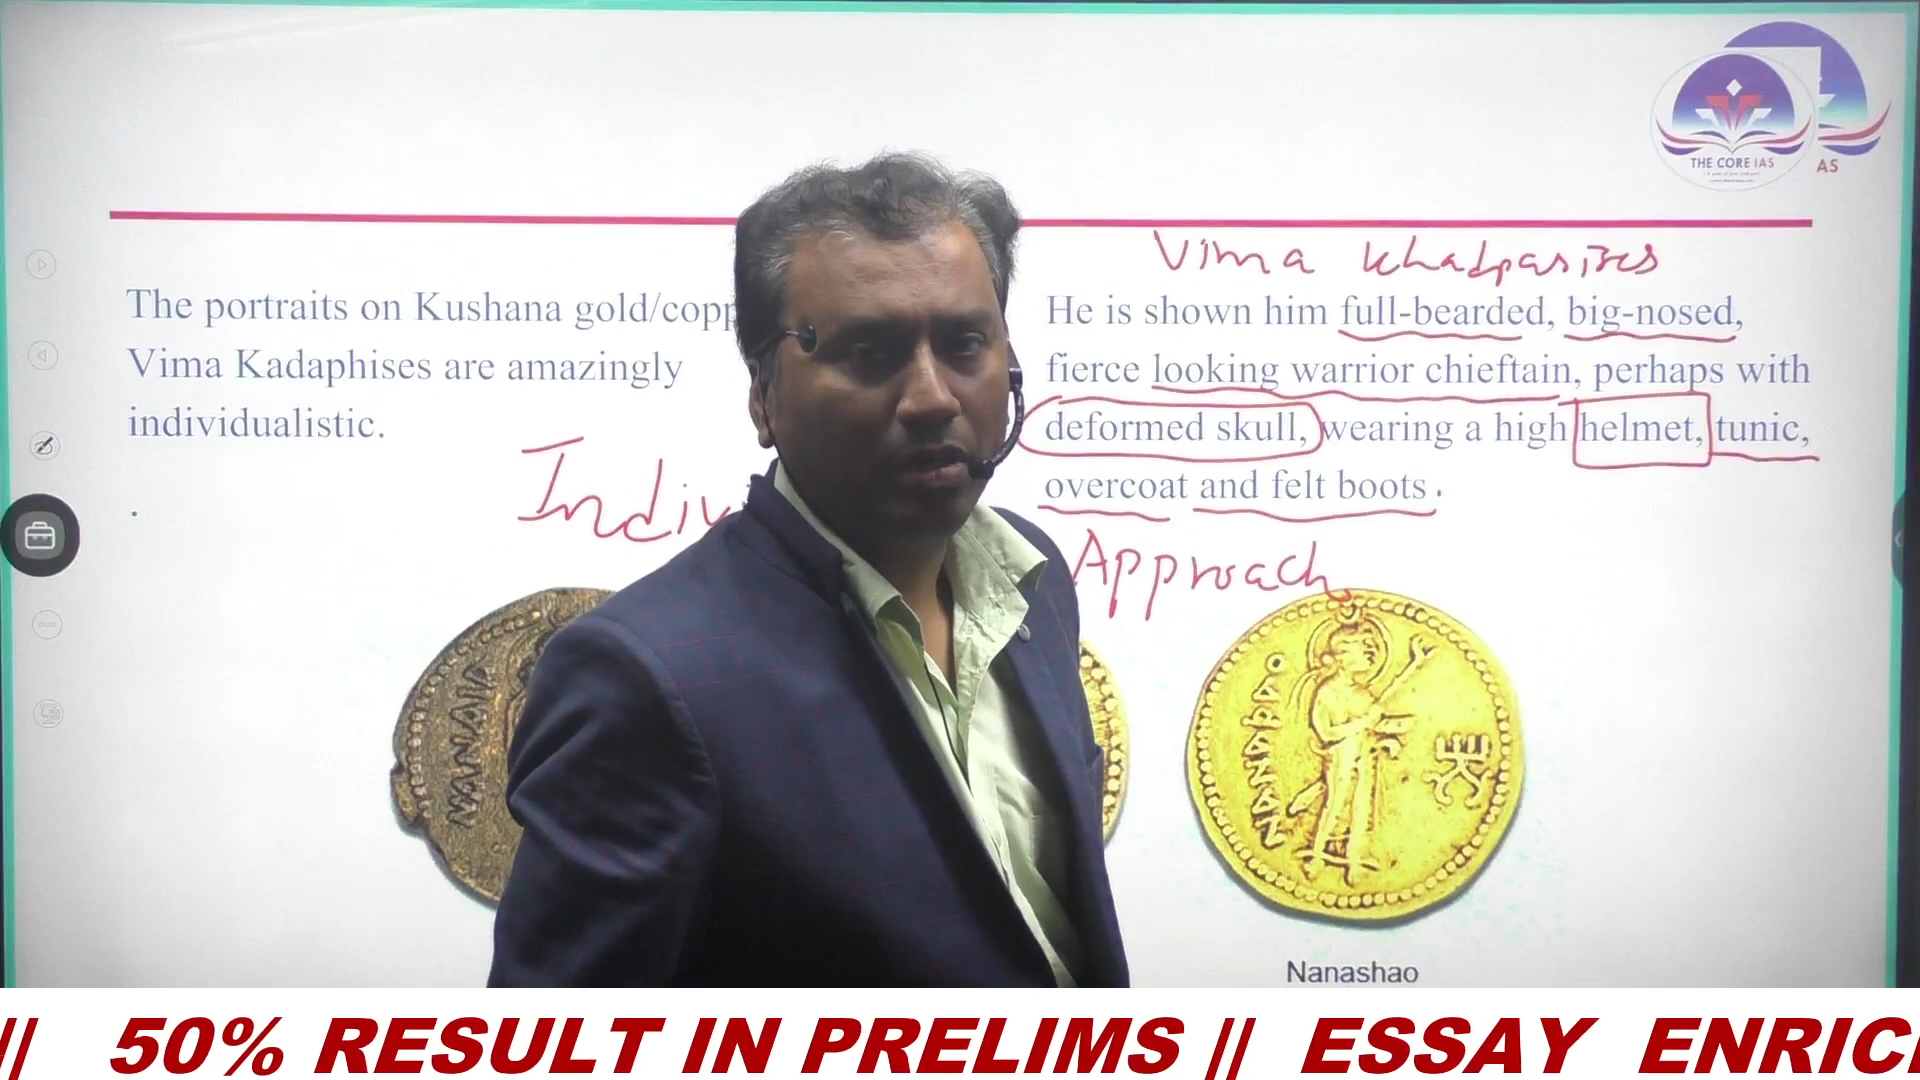 THE CORE IAS
AS
The portraits on Kushana gold/copp
Vima Kadaphises are amazingly
individualistic.
.
Vima Khadpasises
He is shown him full-bearded, big-nosed,
fierce looking warrior chieftain, perhaps with
deformed skull, wearing a high helmet, tunic,
overcoat and felt boots.
Indiv
Approach
Nanashao
// 50% RESULT IN PRELIMS // ESSAY ENRIC